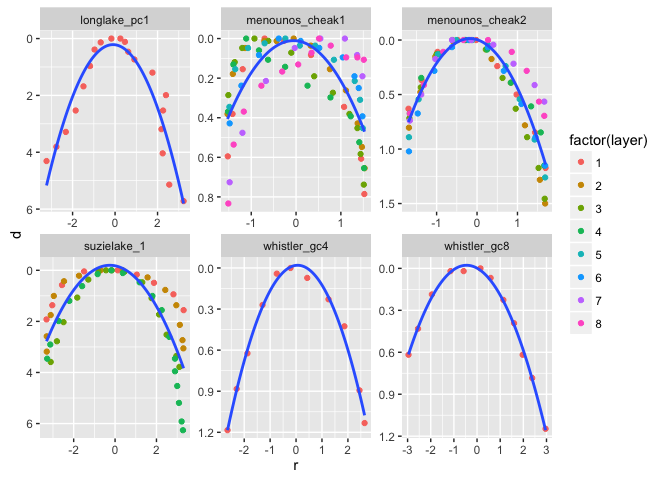 longlake_pc1 menounos_cheak1 menounos_cheak2
0 2 4 6
-2 0 2
0.0 0.2 0.4 0.6 0.8
-1 0 1
0.0 0.5 1.0 1.5
-1 0 1
suzielake_1 whistler_gc4 whistler_gc8
0 2 4 6
-2 0 2
0.0 0.3 0.6 0.9 1.2
-2 -1 0 1 2
0.0 0.3 0.6 0.9 1.2
-3 -2 -1 0 1 2 3
d
r
factor(layer)
1
2
3
4
5
6
7
8